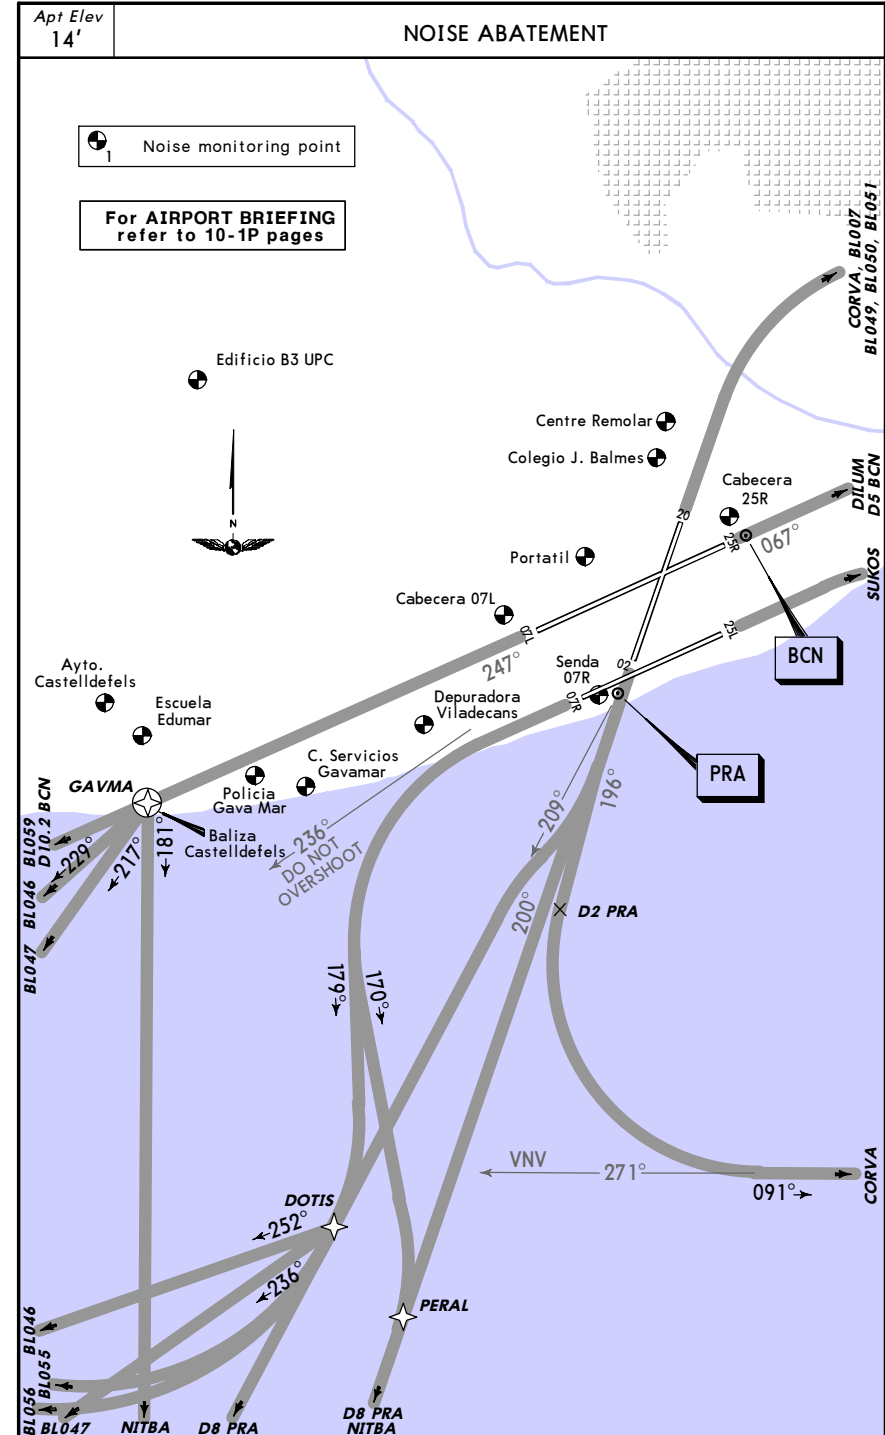 Apt Elev
14'
NOISE ABATEMENT
1 Noise monitoring point
For AIRPORT BRIEFING
refer to 10-1P pages
CORVA, BL007
BL049, BL050, BL051
Edificio B3 UPC
Centre Remolar
Colegio J. Balmes
Cabecera
25R
DILUM
D5 BCN
N
20
25R
067°
Portatil
SUKOS
Cabecera 07L
07L
25L
BCN
247°
Senda
07R
02
07R
Ayto.
Castelldefels
Escuela
Edumar
Depuradora
Viladecans
PRA
C. Servicios
Gavamar
GAVMA
Policia
Gava Mar
196°
209°
Baliza
Castelldefels
236°
DO NOT
OVERSHOOT
BL059
D10.2 BCN
229°
217°
181°
BL046
BL047
200°
D2 PRA
179°
170°
VNV
271°
091°
CORVA
DOTIS
252°
236°
PERAL
BL046
BL055
BL056
BL047
NITBA
D8 PRA
D8 PRA
NITBA